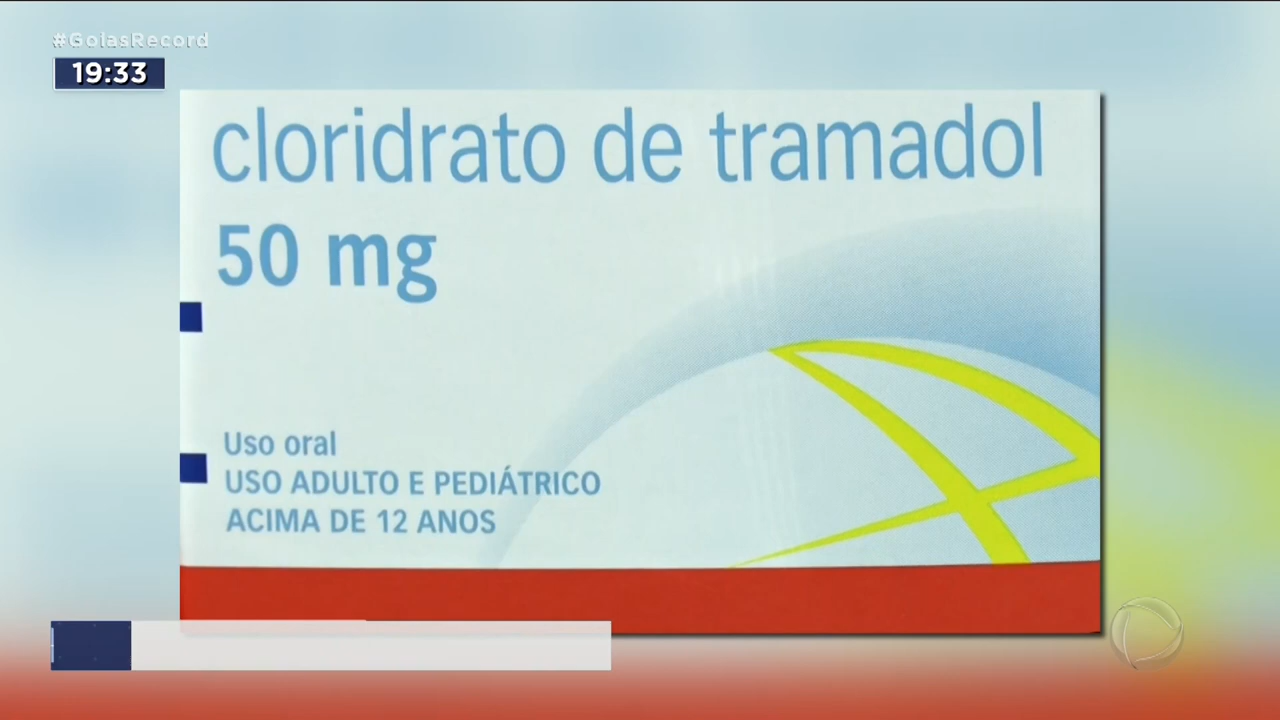 #GoiasRecord
19:33
cloridrato de tramadol
50 mg
Uso oral
USO ADULTO E PEDIÁTRICO
ACIMA DE 12 ANOS